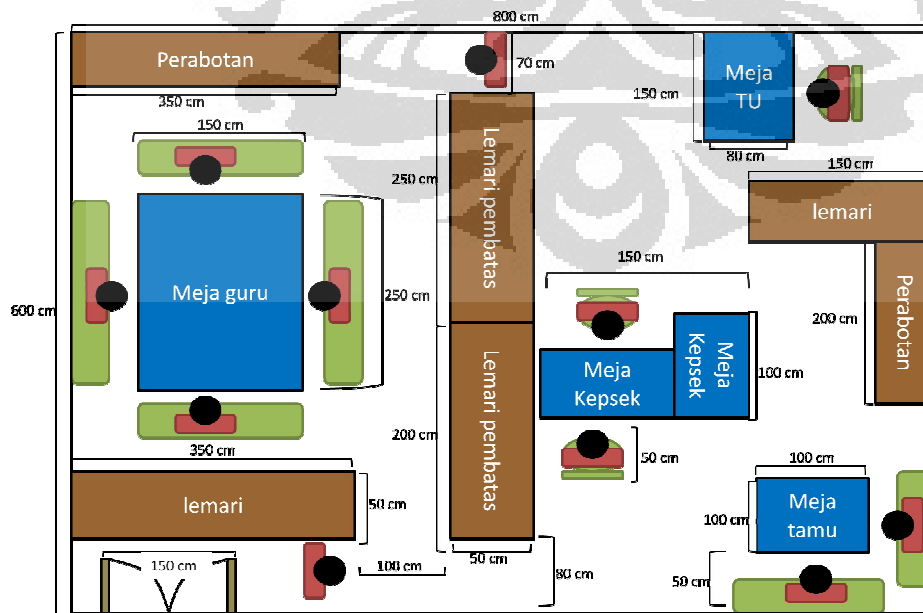 800 cm
Perabotan
70 cm
Meja
TU
150 cm
350 cm
150 cm
80 cm
150 cm
Lemari pembatas
250 cm
lemari
150 cm
Meja guru
250 cm
600 cm
200 cm
Perabotan
Meja
Kepsek
Meja
Kepsek
100 cm
Lemari pembatas
200 cm
350 cm
50 cm
100 cm
lemari
50 cm
Meja
tamu
100 cm
150 cm
100 cm
50 cm
80 cm
50 cm